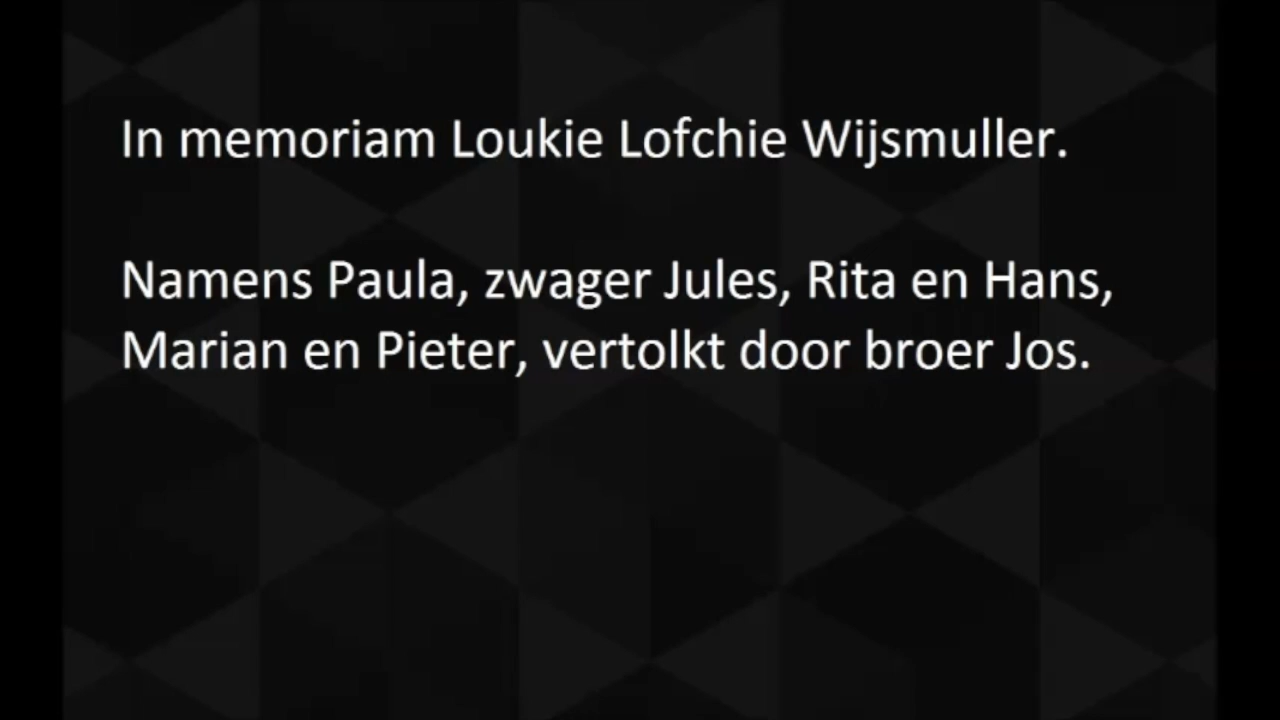 In memoriam Loukie Lofchie Wijsmuller.
Namens Paula, zwager Jules, Rita en Hans,
Marian en Pieter, vertolkt door broer Jos.